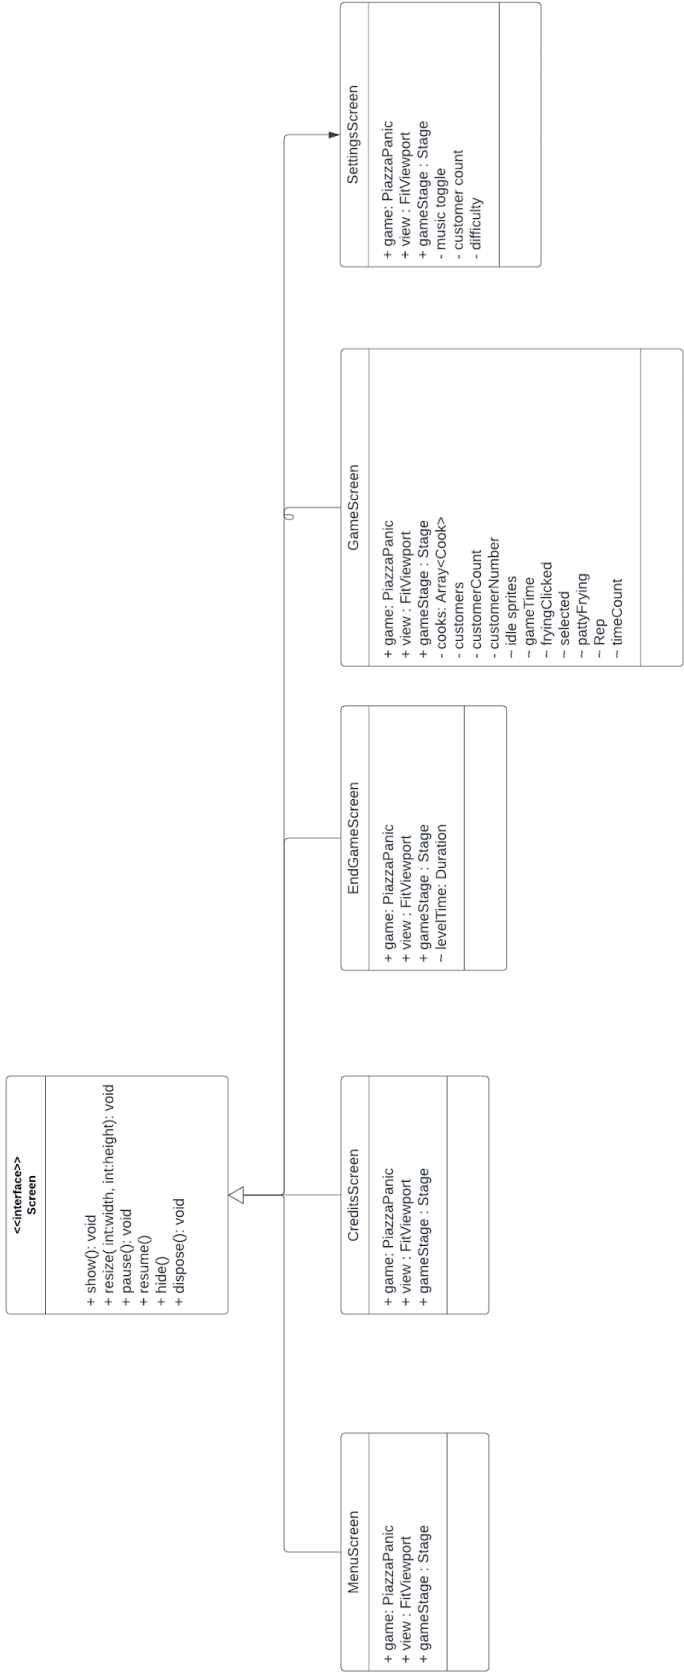 <<interface>>
Screen
+ show(): void
+ resize( int:width, int:height): void
+ pause(): void
+ resume()
+ hide()
+ dispose(): void
MenuScreen
+ game: PiazzaPanic
+ view : FitViewport
+ gameStage : Stage
CreditsScreen
+ game: PiazzaPanic
+ view : FitViewport
+ gameStage : Stage
EndGameScreen
+ game: PiazzaPanic
+ view : FitViewport
+ gameStage : Stage
~ levelTime: Duration
GameScreen
+ game: PiazzaPanic
+ view : FitViewport
+ gameStage : Stage
- cooks: Array<Cook>
- customers
- customerCount
- customerNumber
~ idle sprites
~ gameTime
~ fryingClicked
~ selected
~ pattyFrying
~ Rep
~ timeCount
SettingsScreen
+ game: PiazzaPanic
+ view : FitViewport
+ gameStage : Stage
- music toggle
- customer count
- difficulty